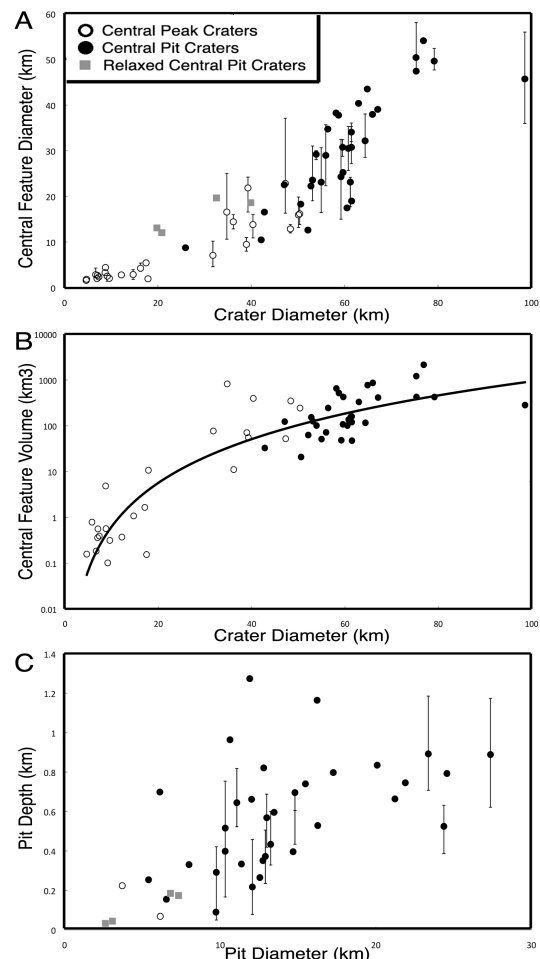 A
Central Peak Craters
Central Pit Craters
Relaxed Central Pit Craters
Central Feature Diameter (km)
60
50
40
30
20
10
0
0 20 40 60 80 100
Crater Diameter (km)
B
Central Feature Volume (km3)
10000
1000
100
10
1
0.1
0.01
0 20 40 60 80 100
Crater Diameter (km)
C
Pit Depth (km)
1.4
1.2
1
0.8
0.6
0.4
0.2
0
0 10 20 30
Pit Diameter (km)